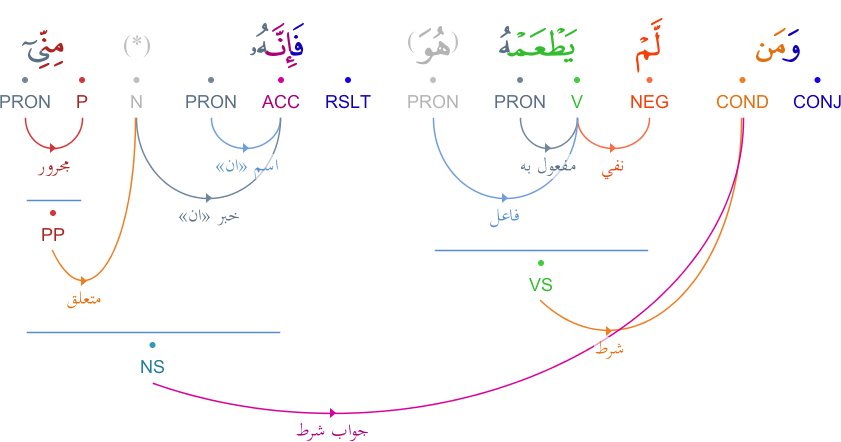 وَمَن لَّمْ يَطْعَمْهُ (هُوَ) فَإِنَّهُۥ (*) مِنِّىٓ
PRON P N PRON ACC RSLT PRON PRON V NEG COND CONJ
مجرور اسم «ان» مفعول به نفي
خبر «ان» فاعل
PP
متعلق VS
شرط
NS
جواب شرط